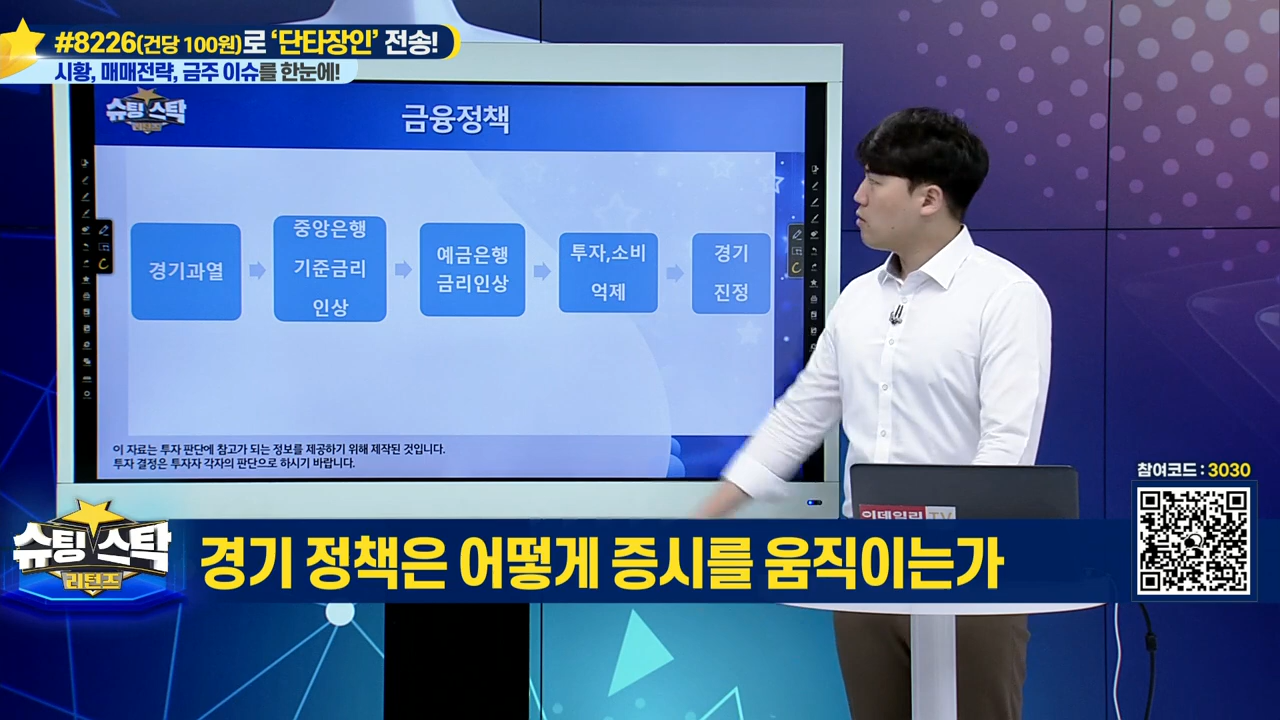 #8226(건당 100원)로 '단타장인' 전송!
시황, 매매전략, 금주 이슈를 한눈에!
슈팅 스탁
리턴즈
금융정책
경기과열
중앙은행
기준금리
인상
예금은행
금리인상
투자,소비
억제
경기
진정
이 자료는 투자 판단에 참고가 되는 정보를 제공하기 위해 제작된 것입니다.
투자 결정은 투자자 각자의 판단으로 하시기 바랍니다.
참여코드 : 3030
이데일리 TV
슈팅 스탁
리턴즈
경기 정책은 어떻게 증시를 움직이는가